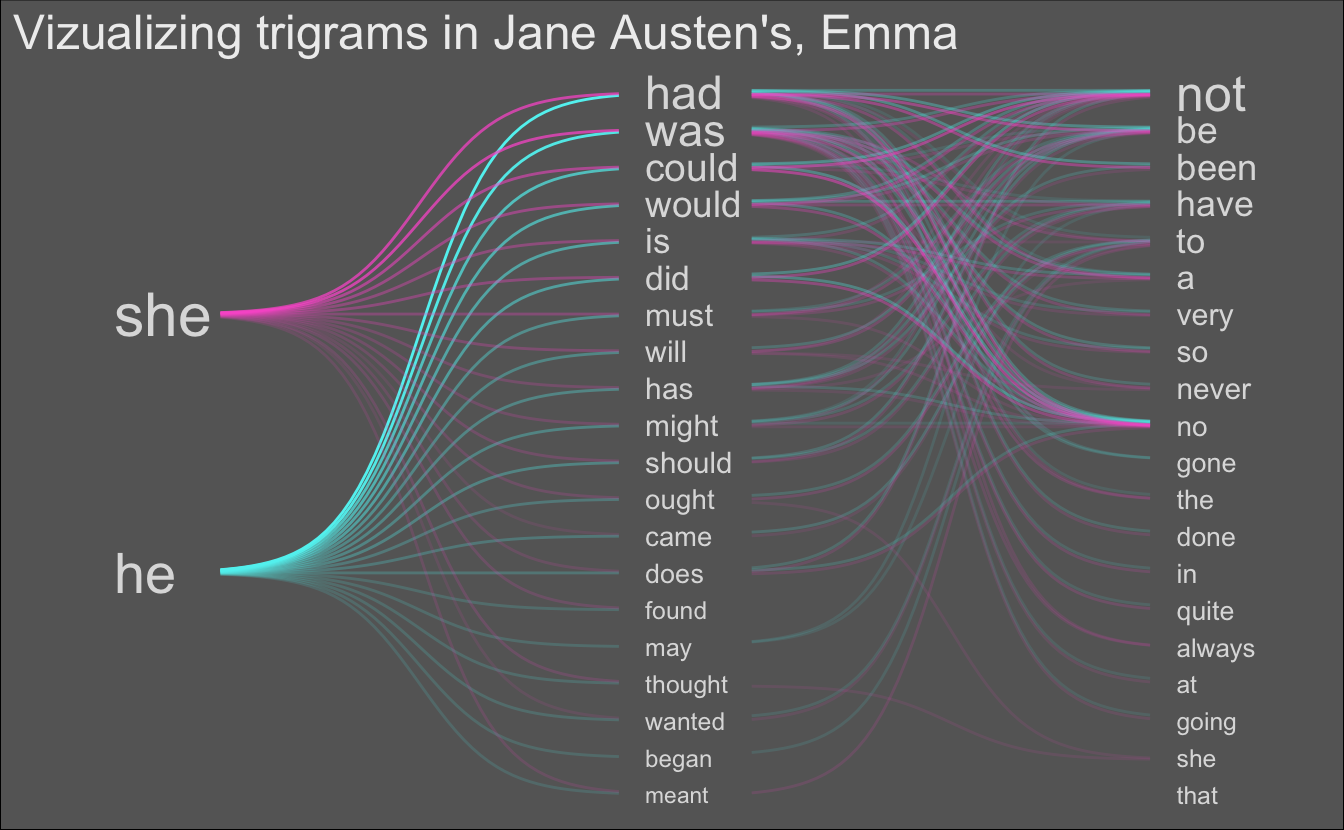 Vizualizing trigrams in Jane Austen's, Emma
she
he
had
was
could
would
is
did
must
will
has
might
should
ought
came
does
found
may
thought
wanted
began
meant
not
be
been
have
to
a
very
so
never
no
gone
the
done
in
quite
always
at
going
she
that